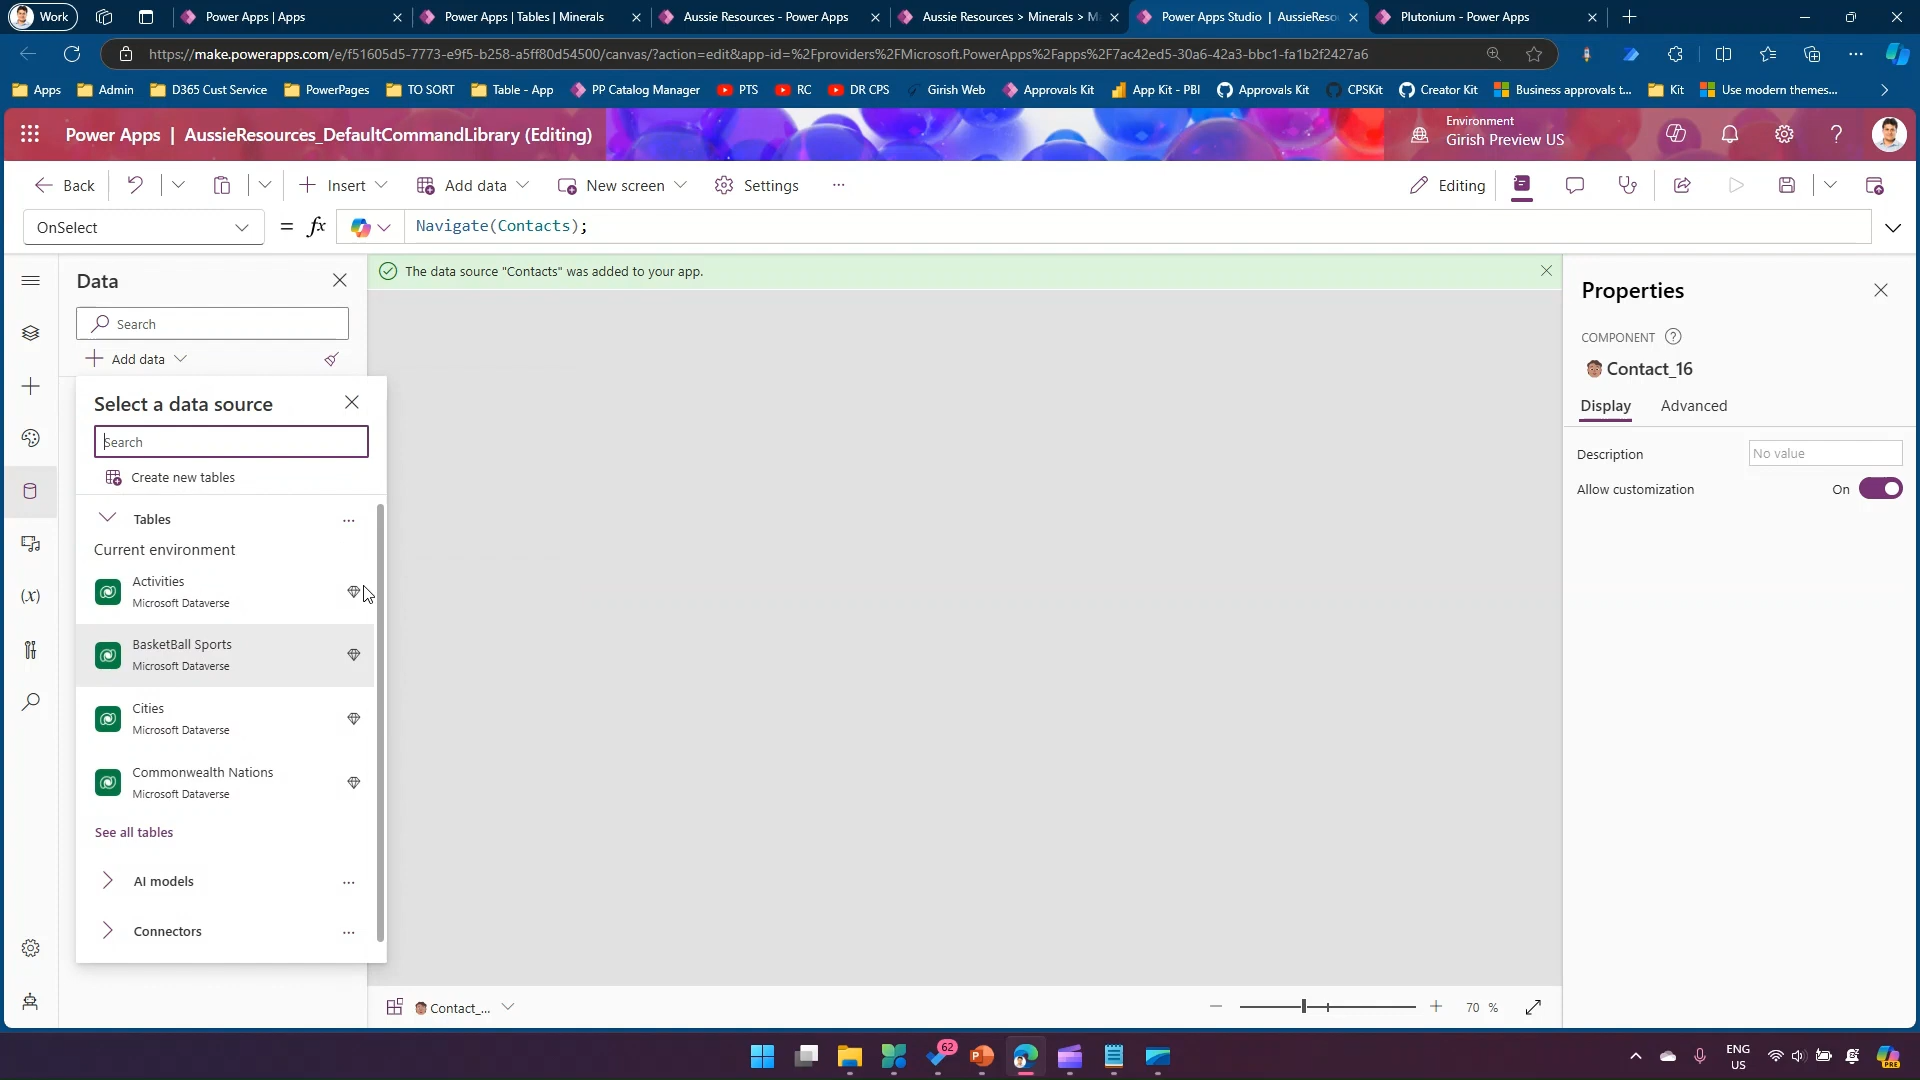 Work
Power Apps | Apps
Power Apps | Tables | Minerals
Aussie Resources - Power Apps
Aussie Resources > Minerals > M
Power Apps Studio | AussieReso
Plutonium - Power Apps
https://make.powerapps.com/e/f51605d5-7773-e9f5-b258-a5ff80d54500/canvas/?action=edit&app-id=%2Fproviders%2FMicrosoft.PowerApps%2Fapps%2F7ac42ed5-30a6-42a3-bbc1-fa1b2f2427a6
Apps
Admin
D365 Cust Service
PowerPages
TO SORT
Table - App
PP Catalog Manager
PTS
RC
DR CPS
Girish Web
Approvals Kit
App Kit - PBI
Approvals Kit
CPSKit
Creator Kit
Business approvals t...
Kit
Use modern themes...
Power Apps | AussieResources_DefaultCommandLibrary (Editing)
Environment
Girish Preview US
Back
Insert
Add data
New screen
Settings
...
Editing
OnSelect
= fx
Navigate(Contacts);
Data
Search
Add data
The data source "Contacts" was added to your app.
Select a data source
Search
Create new tables
Tables
...
Current environment
Activities
Microsoft Dataverse
BasketBall Sports
Microsoft Dataverse
Cities
Microsoft Dataverse
Commonwealth Nations
Microsoft Dataverse
See all tables
AI models
...
Connectors
...
(x)
Properties
COMPONENT
Contact_16
Display
Advanced
Description
No value
Allow customization
On
Contact_...
70 %
62
ENG
US
PRE